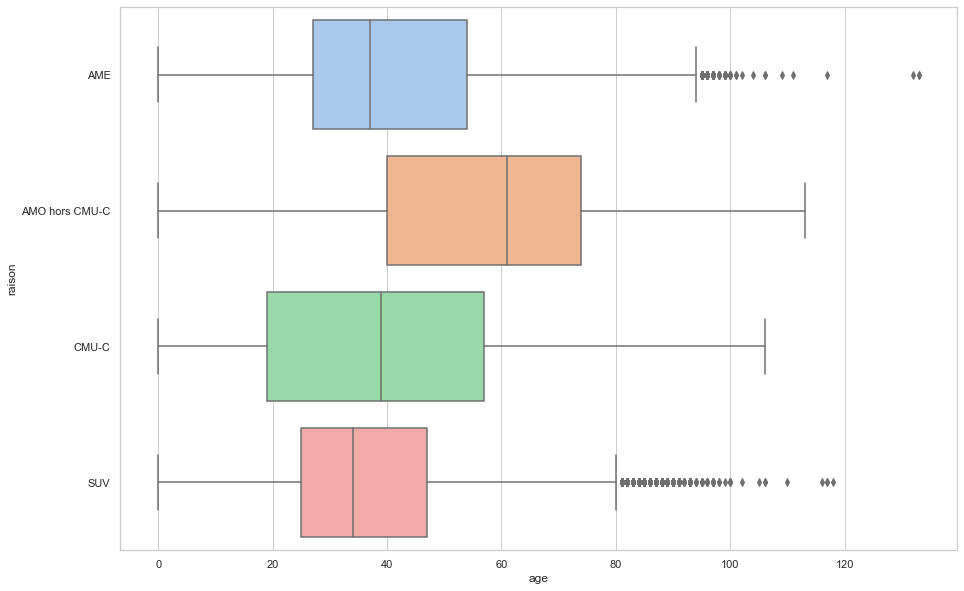 AME
AMO hors CMU-C
raison
CMU-C
SUV
0 20 40 60 80 100 120
age